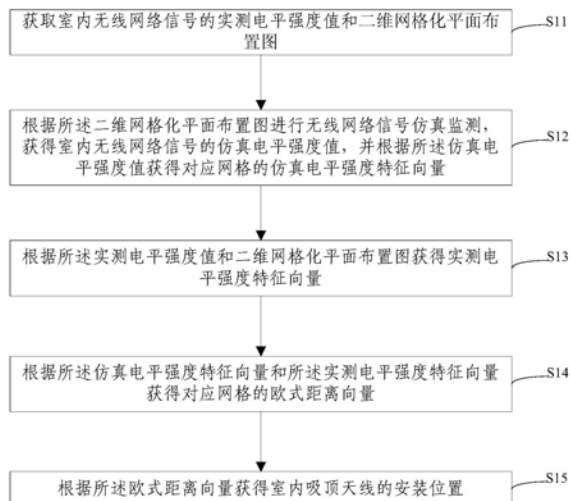 获取室内无线网络信号的实测电平强度值和二维网格化平面布
置图
S11
根据所述二维网格化平面布置图进行无线网络信号仿真监测，
获得室内无线网络信号的仿真电平强度值，并根据所述仿真电
平强度值获得对应网格的仿真电平强度特征向量
S12
根据所述实测电平强度值和二维网格化平面布置图获得实测电
平强度特征向量
S13
根据所述仿真电平强度特征向量和所述实测电平强度特征向量
获得对应网格的欧式距离向量
S14
根据所述欧式距离向量获得室内吸顶天线的安装位置
S15